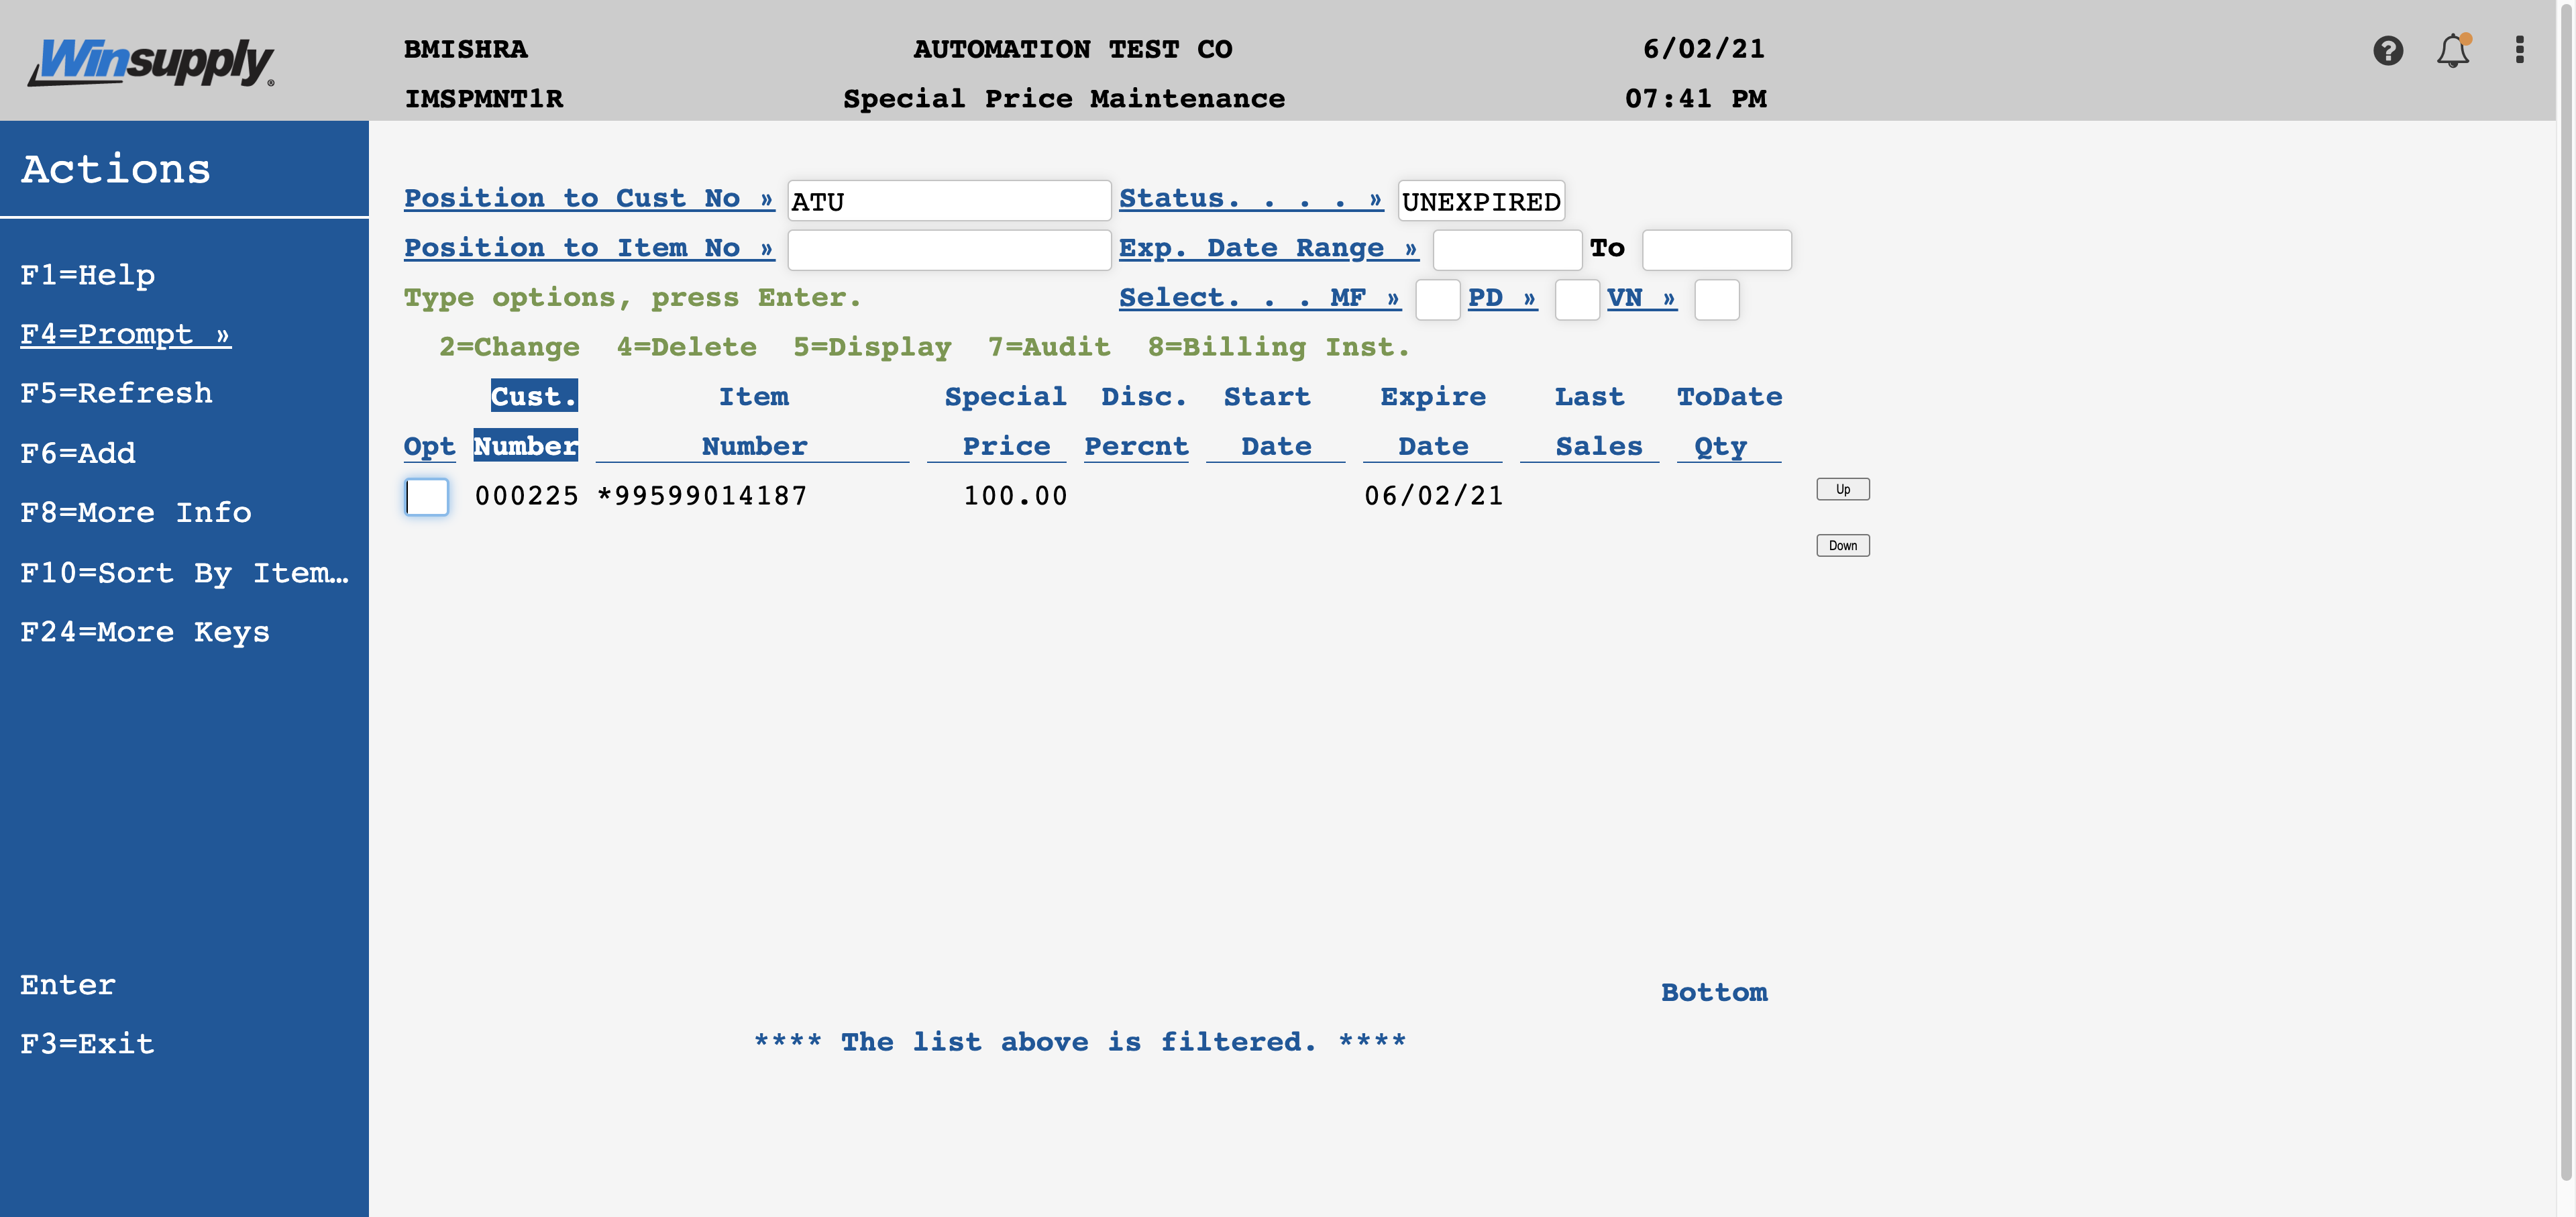 Winsupply®
BMISHRA AUTOMATION TEST CO 6/02/21
IMSPMNT1R Special Price Maintenance 07:41 PM
Actions
F1=Help
F4=Prompt »
F5=Refresh
F6=Add
F8=More Info
F10=Sort By Item…
F24=More Keys
Enter
F3=Exit
Position to Cust No » ATU Status. . . . » UNEXPIRED
Position to Item No » Exp. Date Range » To
Type options, press Enter. Select. . . MF » PD » VN »
2=Change 4=Delete 5=Display 7=Audit 8=Billing Inst.
Cust. Item Special Disc. Start Expire Last ToDate
Opt Number Number Price Percnt Date Date Sales Qty
000225 *99599014187 100.00 06/02/21
Up
Down
Bottom
**** The list above is filtered. ****